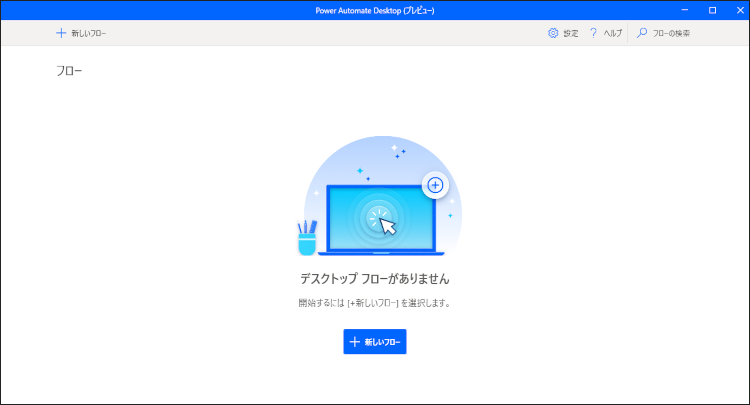 Power Automate Desktop (プレビュー)
新しいフロー
設定
ヘルプ
フローの検索
フロー
デスクトップ フローがありません
開始するには [+新しいフロー] を選択します。
新しいフロー